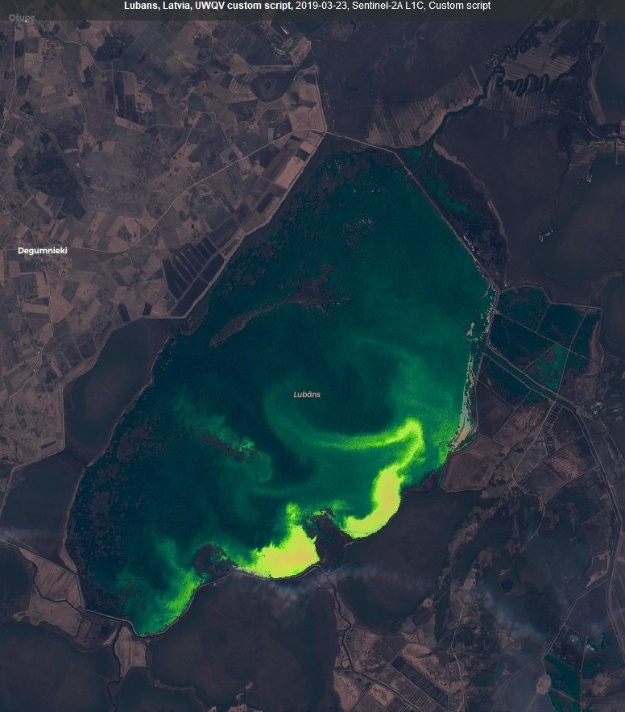 Lubans, Latvia, UWQV custom script, 2019-03-23, Sentinel-2A L1C, Custom script
Degumnieki
Lubāns